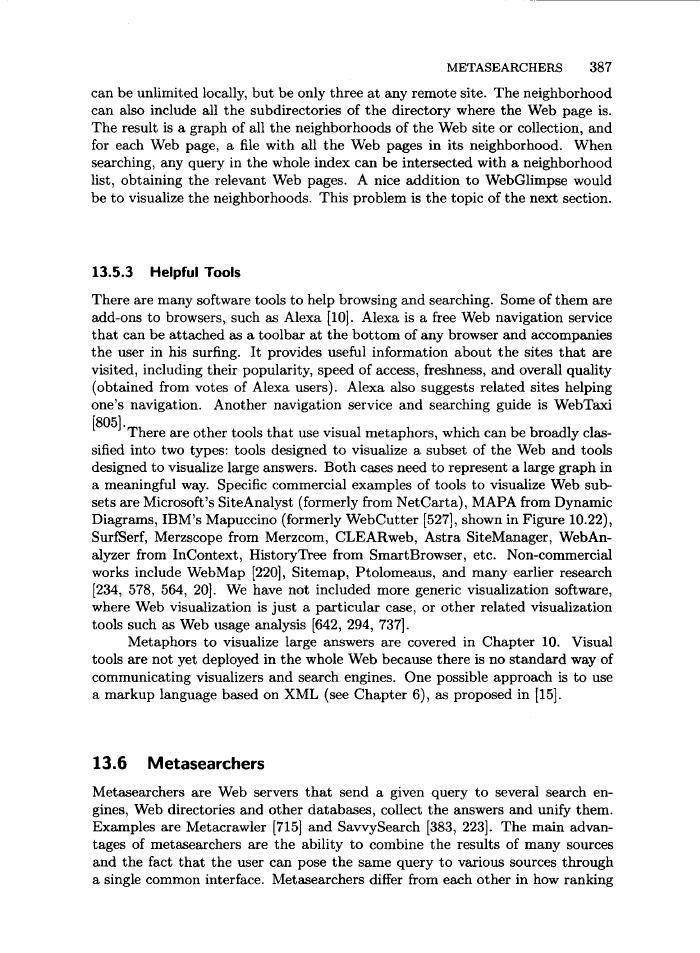 METASEARCHERS 387
can be unlimited locally, but be only three at any remote site. The neighborhood
can also include all the subdirectories of the directory where the Web page is.
The result is a graph of all the neighborhoods of the Web site or collection, and
for each Web page, a file with all the Web pages in its neighborhood. When
searching, any query in the whole index can be intersected with a neighborhood
list, obtaining the relevant Web pages. A nice addition to WebGlimpse would
be to visualize the neighborhoods. This problem is the topic of the next section.
13.5.3 Helpful Tools
There are many software tools to help browsing and searching. Some of them are
add-ons to browsers, such as Alexa [10]. Alexa is a free Web navigation service
that can be attached as a toolbar at the bottom of any browser and accompanies
the user in his surfing. It provides useful information about the sites that are
visited, including their popularity, speed of access, freshness, and overall quality
(obtained from votes of Alexa users). Alexa also suggests related sites helping
one's navigation. Another navigation service and searching guide is WebTaxi
[805].
There are other tools that use visual metaphors, which can be broadly clas-
sified into two types: tools designed to visualize a subset of the Web and tools
designed to visualize large answers. Both cases need to represent a large graph in
a meaningful way. Specific commercial examples of tools to visualize Web sub-
sets are Microsoft's SiteAnalyst (formerly from NetCarta), MAPA from Dynamic
Diagrams, IBM's Mapuccino (formerly WebCutter [527], shown in Figure 10.22),
SurfSerf, Merzscope from Merzcom, CLEARweb, Astra SiteManager, WebAn-
alyzer from InContext, HistoryTree from SmartBrowser, etc. Non-commercial
works include WebMap [220], Sitemap, Ptolomeaus, and many earlier research
[234, 578, 564, 20]. We have not included more generic visualization software,
where Web visualization is just a particular case, or other related visualization
tools such as Web usage analysis [642, 294, 737].
Metaphors to visualize large answers are covered in Chapter 10. Visual
tools are not yet deployed in the whole Web because there is no standard way of
communicating visualizers and search engines. One possible approach is to use
a markup language based on XML (see Chapter 6), as proposed in [15].
13.6 Metasearchers
Metasearchers are Web servers that send a given query to several search en-
gines, Web directories and other databases, collect the answers and unify them.
Examples are Metacrawler [715] and SavvySearch [383, 223]. The main advan-
tages of metasearchers are the ability to combine the results of many sources
and the fact that the user can pose the same query to various sources through
a single common interface. Metasearchers differ from each other in how ranking